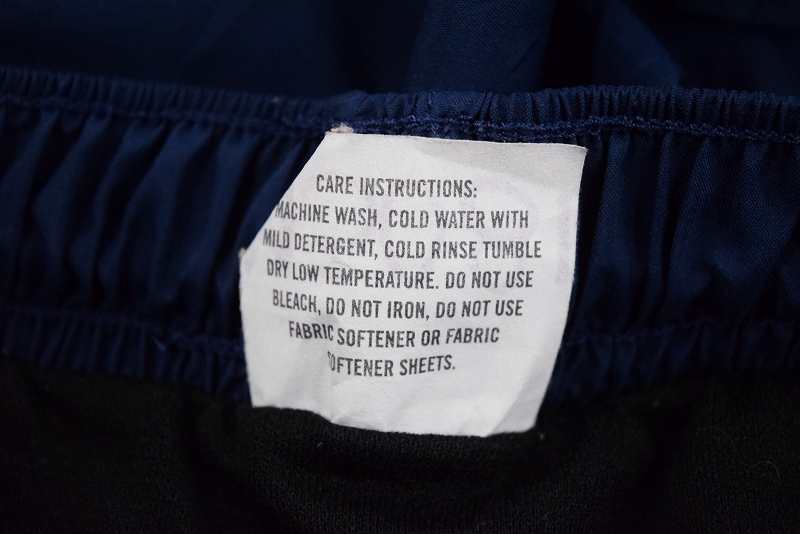 CARE INSTRUCTIONS:
MACHINE WASH, COLD WATER WITH
MILD DETERGENT, COLD RINSE TUMBLE
DRY LOW TEMPERATURE. DO NOT USE
BLEACH, DO NOT IRON, DO NOT USE
FABRIC SOFTENER OR FABRIC
SOFTENER SHEETS.